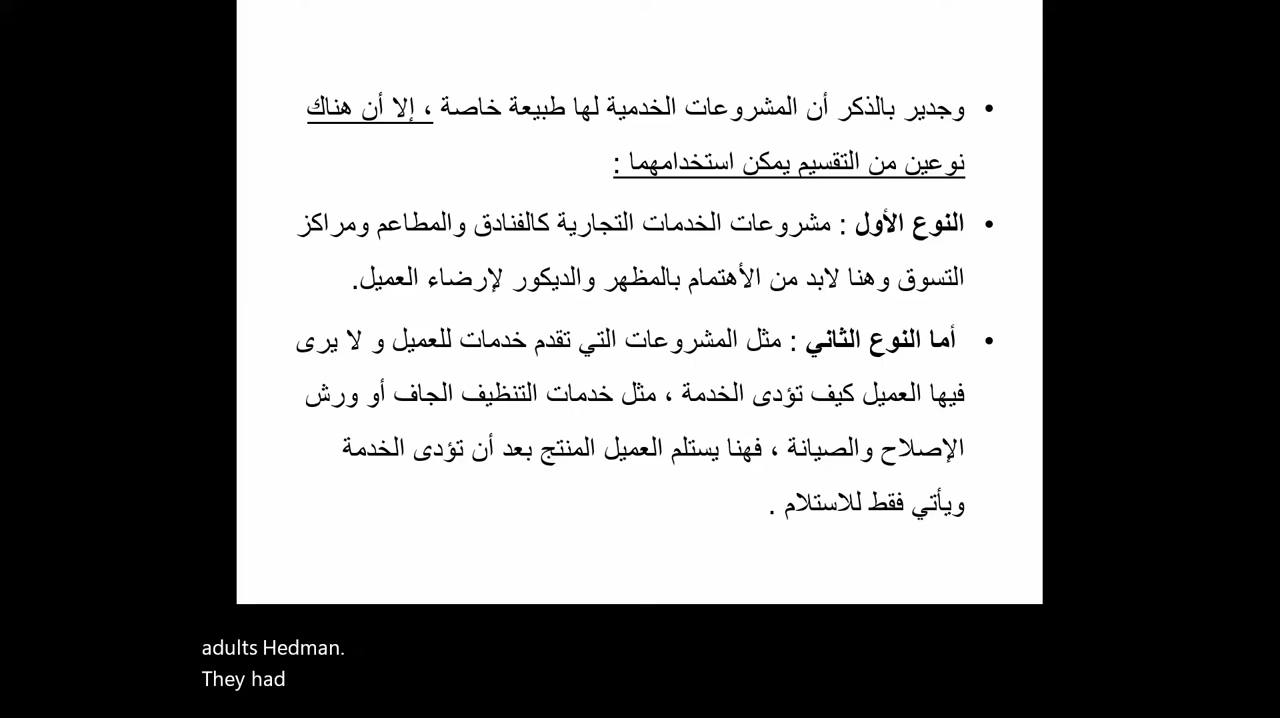 • وجدير بالذكر أن المشروعات الخدمية لها طبيعة خاصة ، إلا أن هناك
نوعين من التقسيم يمكن استخدامهما :
• النوع الأول : مشروعات الخدمات التجارية كالفنادق والمطاعم ومراكز
التسوق وهنا لابد من الأهتمام بالمظهر والديكور لإرضاء العميل.
• أما النوع الثاني : مثل المشروعات التي تقدم خدمات للعميل و لا يرى
فيها العميل كيف تؤدى الخدمة ، مثل خدمات التنظيف الجاف أو ورش
الإصلاح والصيانة ، فهنا يستلم العميل المنتج بعد أن تؤدى الخدمة
ويأتي فقط للاستلام .
adults Hedman.
They had